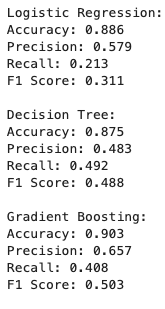 Logistic Regression:
Accuracy: 0.886
Precision: 0.579
Recall: 0.213
F1 Score: 0.311
Decision Tree:
Accuracy: 0.875
Precision: 0.483
Recall: 0.492
F1 Score: 0.488
Gradient Boosting:
Accuracy: 0.903
Precision: 0.657
Recall: 0.408
F1 Score: 0.503